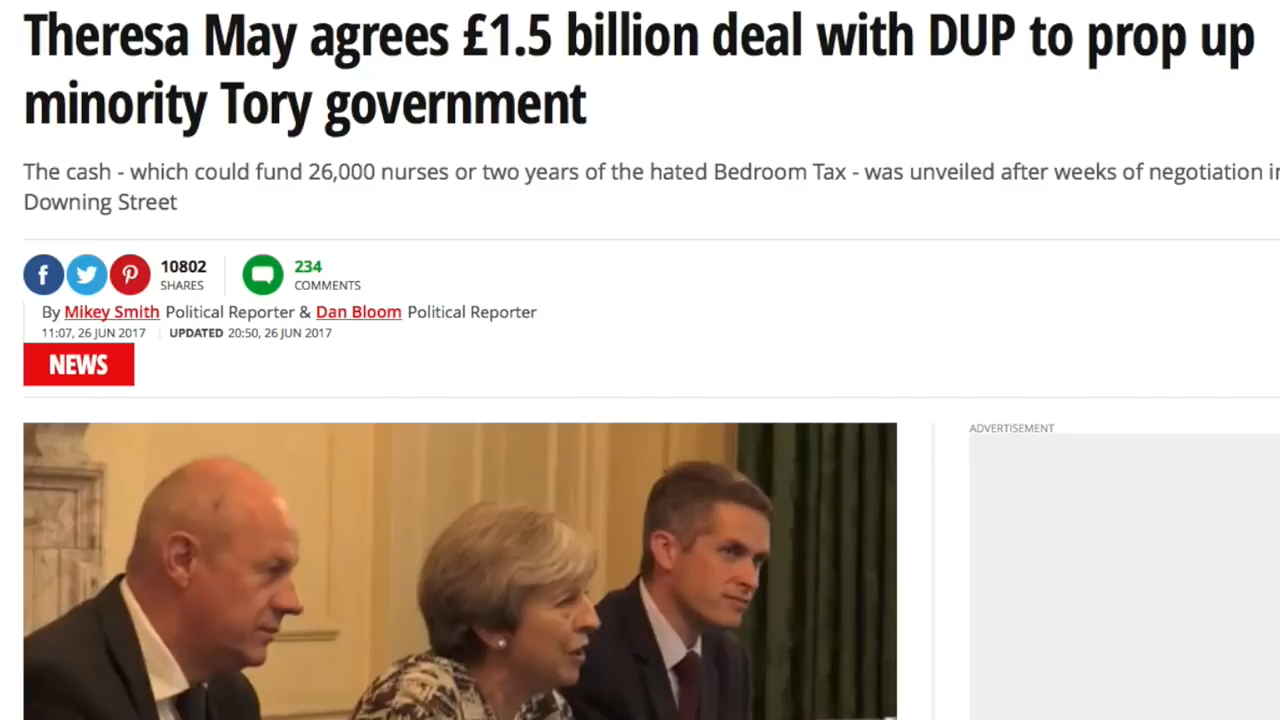 Theresa May agrees £1.5 billion deal with DUP to prop up
minority Tory government
The cash - which could fund 26,000 nurses or two years of the hated Bedroom Tax - was unveiled after weeks of negotiation in
Downing Street
10802
SHARES
234
COMMENTS
By Mikey Smith Political Reporter & Dan Bloom Political Reporter
11:07, 26 JUN 2017 UPDATED 20:50, 26 JUN 2017
NEWS
ADVERTISEMENT